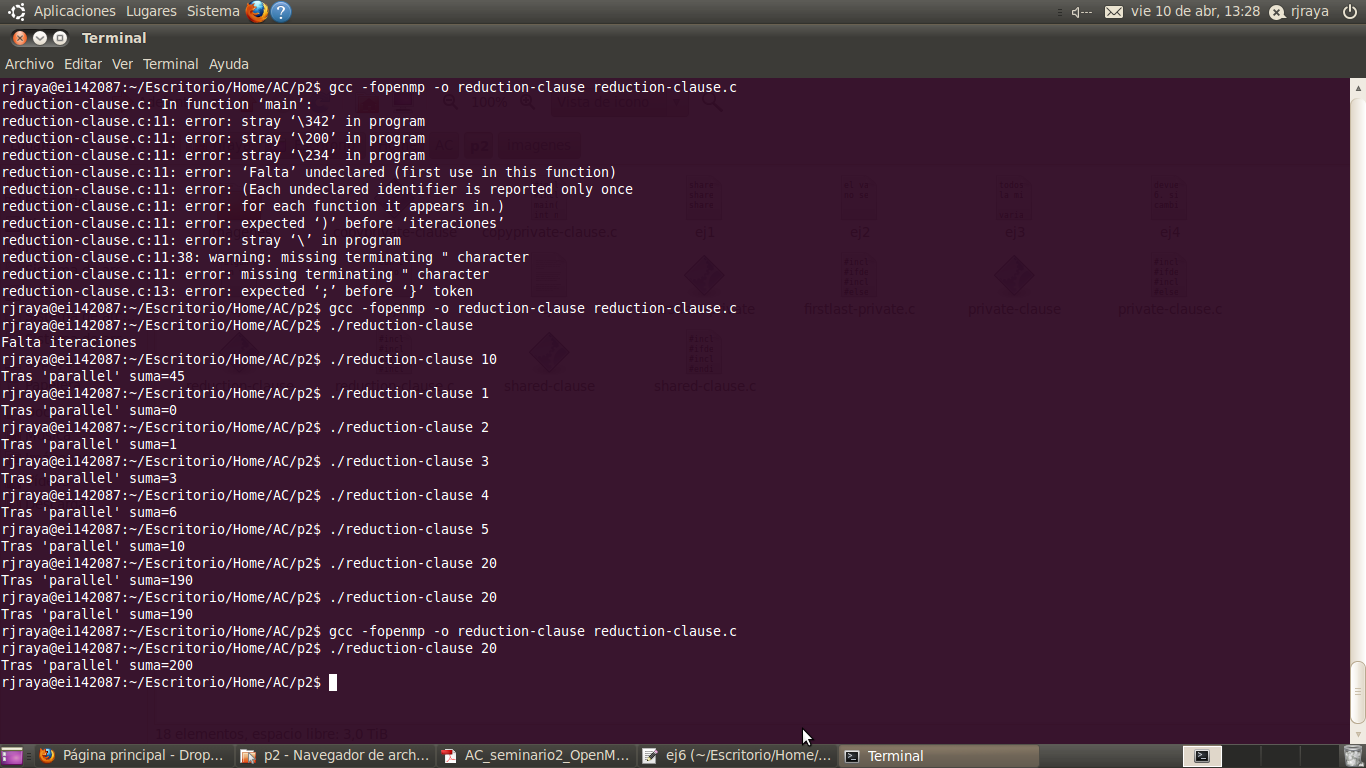 Aplicaciones Lugares Sistema vie 10 de abr, 13:28 rjraya
Terminal
Archivo Editar Ver Terminal Ayuda
rjraya@ei142087:~/Escritorio/Home/AC/p2$ gcc -fopenmp -o reduction-clause reduction-clause.c
reduction-clause.c: In function ‘main’:
reduction-clause.c:11: error: stray ‘\342’ in program
reduction-clause.c:11: error: stray ‘\200’ in program
reduction-clause.c:11: error: stray ‘\234’ in program
reduction-clause.c:11: error: ‘Falta’ undeclared (first use in this function)
reduction-clause.c:11: error: (Each undeclared identifier is reported only once
reduction-clause.c:11: error: for each function it appears in.)
reduction-clause.c:11: error: expected ‘)’ before ‘iteraciones’
reduction-clause.c:11: error: stray ‘\’ in program
reduction-clause.c:11:38: warning: missing terminating " character
reduction-clause.c:11: error: missing terminating " character
reduction-clause.c:13: error: expected ‘;’ before ‘}’ token
rjraya@ei142087:~/Escritorio/Home/AC/p2$ gcc -fopenmp -o reduction-clause reduction-clause.c
rjraya@ei142087:~/Escritorio/Home/AC/p2$ ./reduction-clause
Falta iteraciones
rjraya@ei142087:~/Escritorio/Home/AC/p2$ ./reduction-clause 10
Tras 'parallel' suma=45
rjraya@ei142087:~/Escritorio/Home/AC/p2$ ./reduction-clause 1
Tras 'parallel' suma=0
rjraya@ei142087:~/Escritorio/Home/AC/p2$ ./reduction-clause 2
Tras 'parallel' suma=1
rjraya@ei142087:~/Escritorio/Home/AC/p2$ ./reduction-clause 3
Tras 'parallel' suma=3
rjraya@ei142087:~/Escritorio/Home/AC/p2$ ./reduction-clause 4
Tras 'parallel' suma=6
rjraya@ei142087:~/Escritorio/Home/AC/p2$ ./reduction-clause 5
Tras 'parallel' suma=10
rjraya@ei142087:~/Escritorio/Home/AC/p2$ ./reduction-clause 20
Tras 'parallel' suma=190
rjraya@ei142087:~/Escritorio/Home/AC/p2$ ./reduction-clause 20
Tras 'parallel' suma=190
rjraya@ei142087:~/Escritorio/Home/AC/p2$ gcc -fopenmp -o reduction-clause reduction-clause.c
rjraya@ei142087:~/Escritorio/Home/AC/p2$ ./reduction-clause 20
Tras 'parallel' suma=200
rjraya@ei142087:~/Escritorio/Home/AC/p2$
Página principal - Drop... p2 - Navegador de arch... AC_seminario2_OpenM... ej6 (~/Escritorio/Home/... Terminal